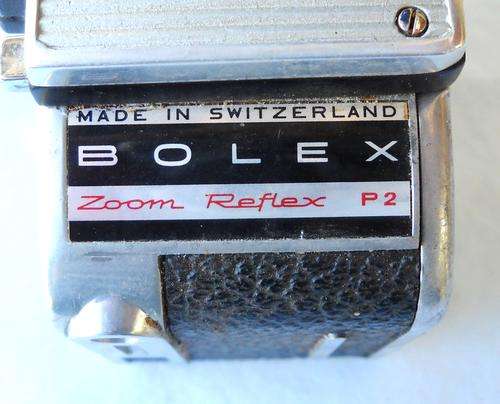 MADE IN SWITZERLAND
BOLEX
Zoom Reflex P2